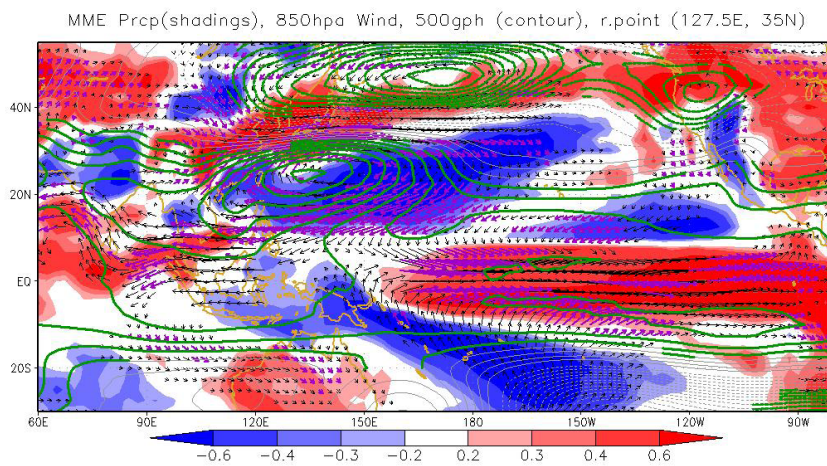 MME Prcp(shadings), 850hpa Wind, 500gph (contour), r.point (127.5E, 35N)
40N
20N
EQ
20S
60E 90E 120E 150E 180 150W 120W 90W
-0.6 -0.4 -0.3 -0.2 0.2 0.3 0.4 0.6